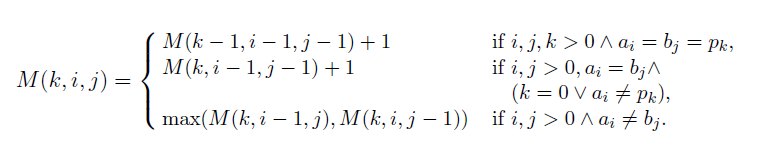 M(k − 1, i − 1, j − 1) + 1 if i, j, k > 0 ∧ a_i = b_j = p_k,
M(k, i − 1, j − 1) + 1 if i, j > 0, a_i = b_j ∧
M(k, i, j) = { (k = 0 ∨ a_i ≠ p_k),
max(M(k, i − 1, j), M(k, i, j − 1)) if i, j > 0 ∧ a_i ≠ b_j.